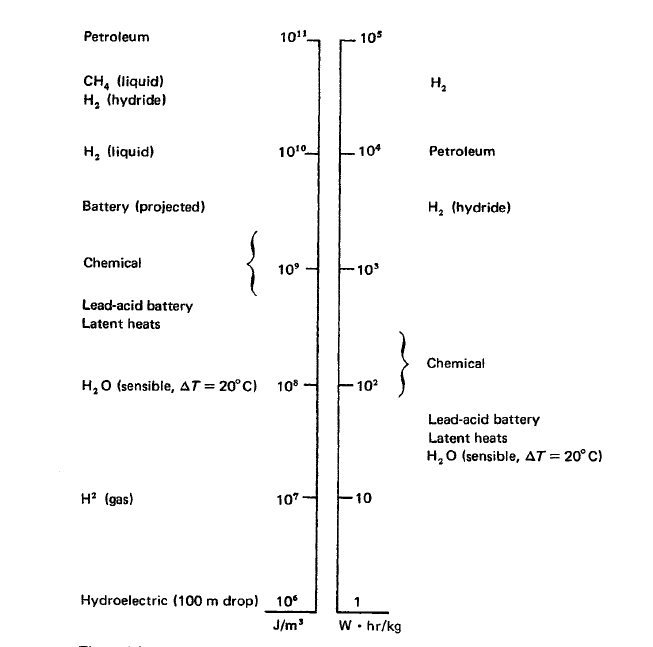 Petroleum 10¹¹ 10⁵
CH₄ (liquid) H₂
H₂ (hydride)
H₂ (liquid) 10¹⁰ 10⁴ Petroleum
Battery (projected) H₂ (hydride)
Chemical 10⁹ 10³
Lead-acid battery
Latent heats
Chemical
H₂O (sensible, ΔT = 20°C) 10⁸ 10²
Lead-acid battery
Latent heats
H₂O (sensible, ΔT = 20°C)
H² (gas) 10⁷ 10
Hydroelectric (100 m drop) 10⁶ 1
J/m³ W · hr/kg